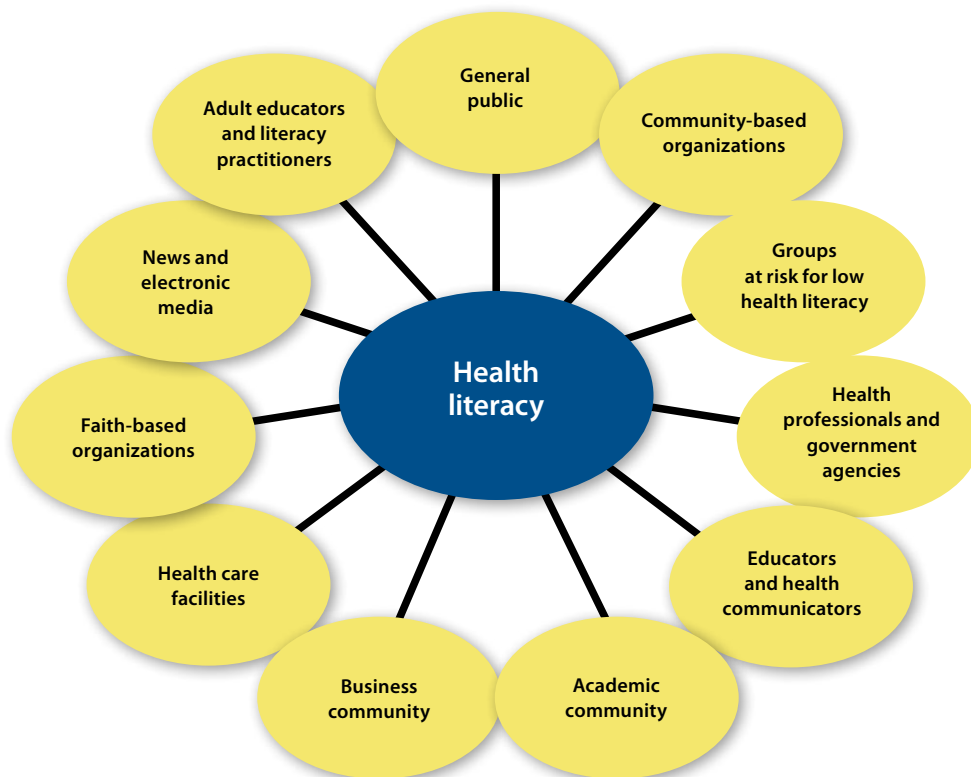 General
public
Community-based
organizations
Groups
at risk for low
health literacy
Health
professionals and
government
agencies
Educators
and health
communicators
Academic
community
Business
community
Health care
facilities
Faith-based
organizations
News and
electronic
media
Adult educators
and literacy
practitioners
Health
literacy